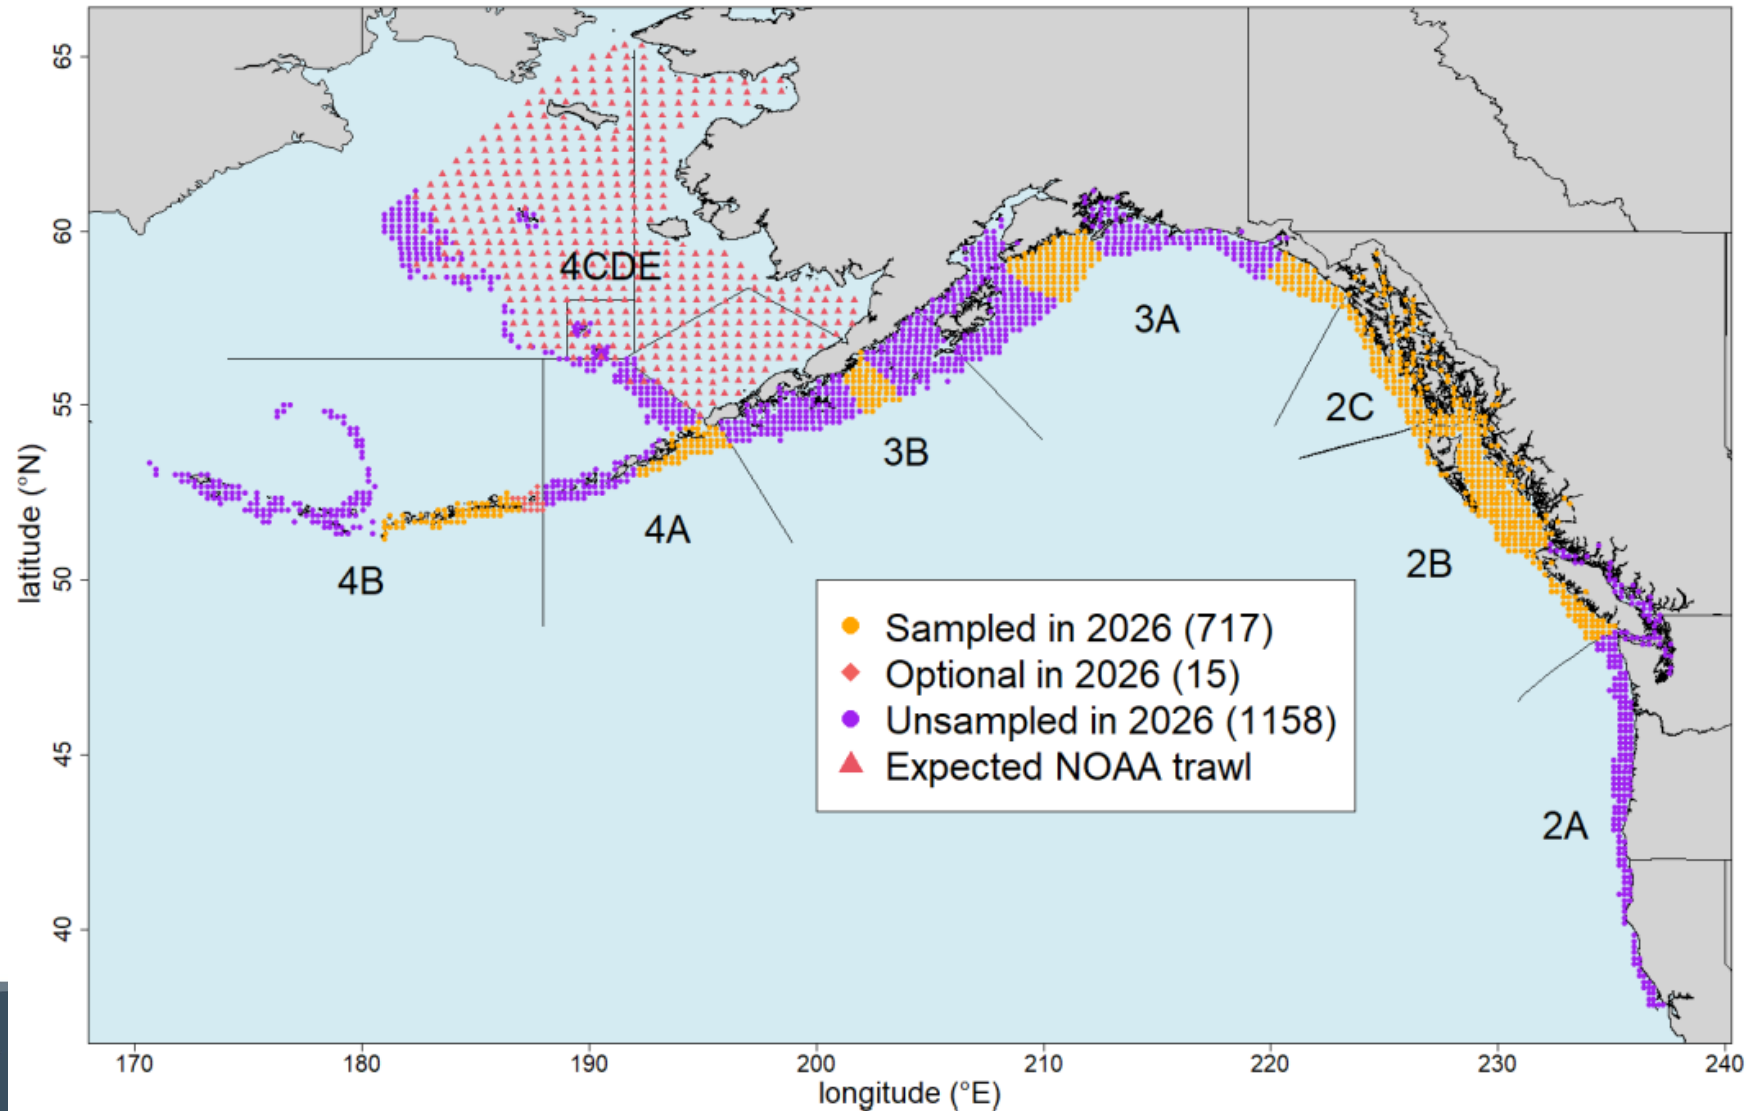 65
60
55
50
45
40
latitude (°N)
4CDE
3A
2C
3B
4A
2B
4B
2A
Sampled in 2026 (717)
Optional in 2026 (15)
Unsampled in 2026 (1158)
Expected NOAA trawl
170
180
190
200
210
220
230
240
longitude (°E)